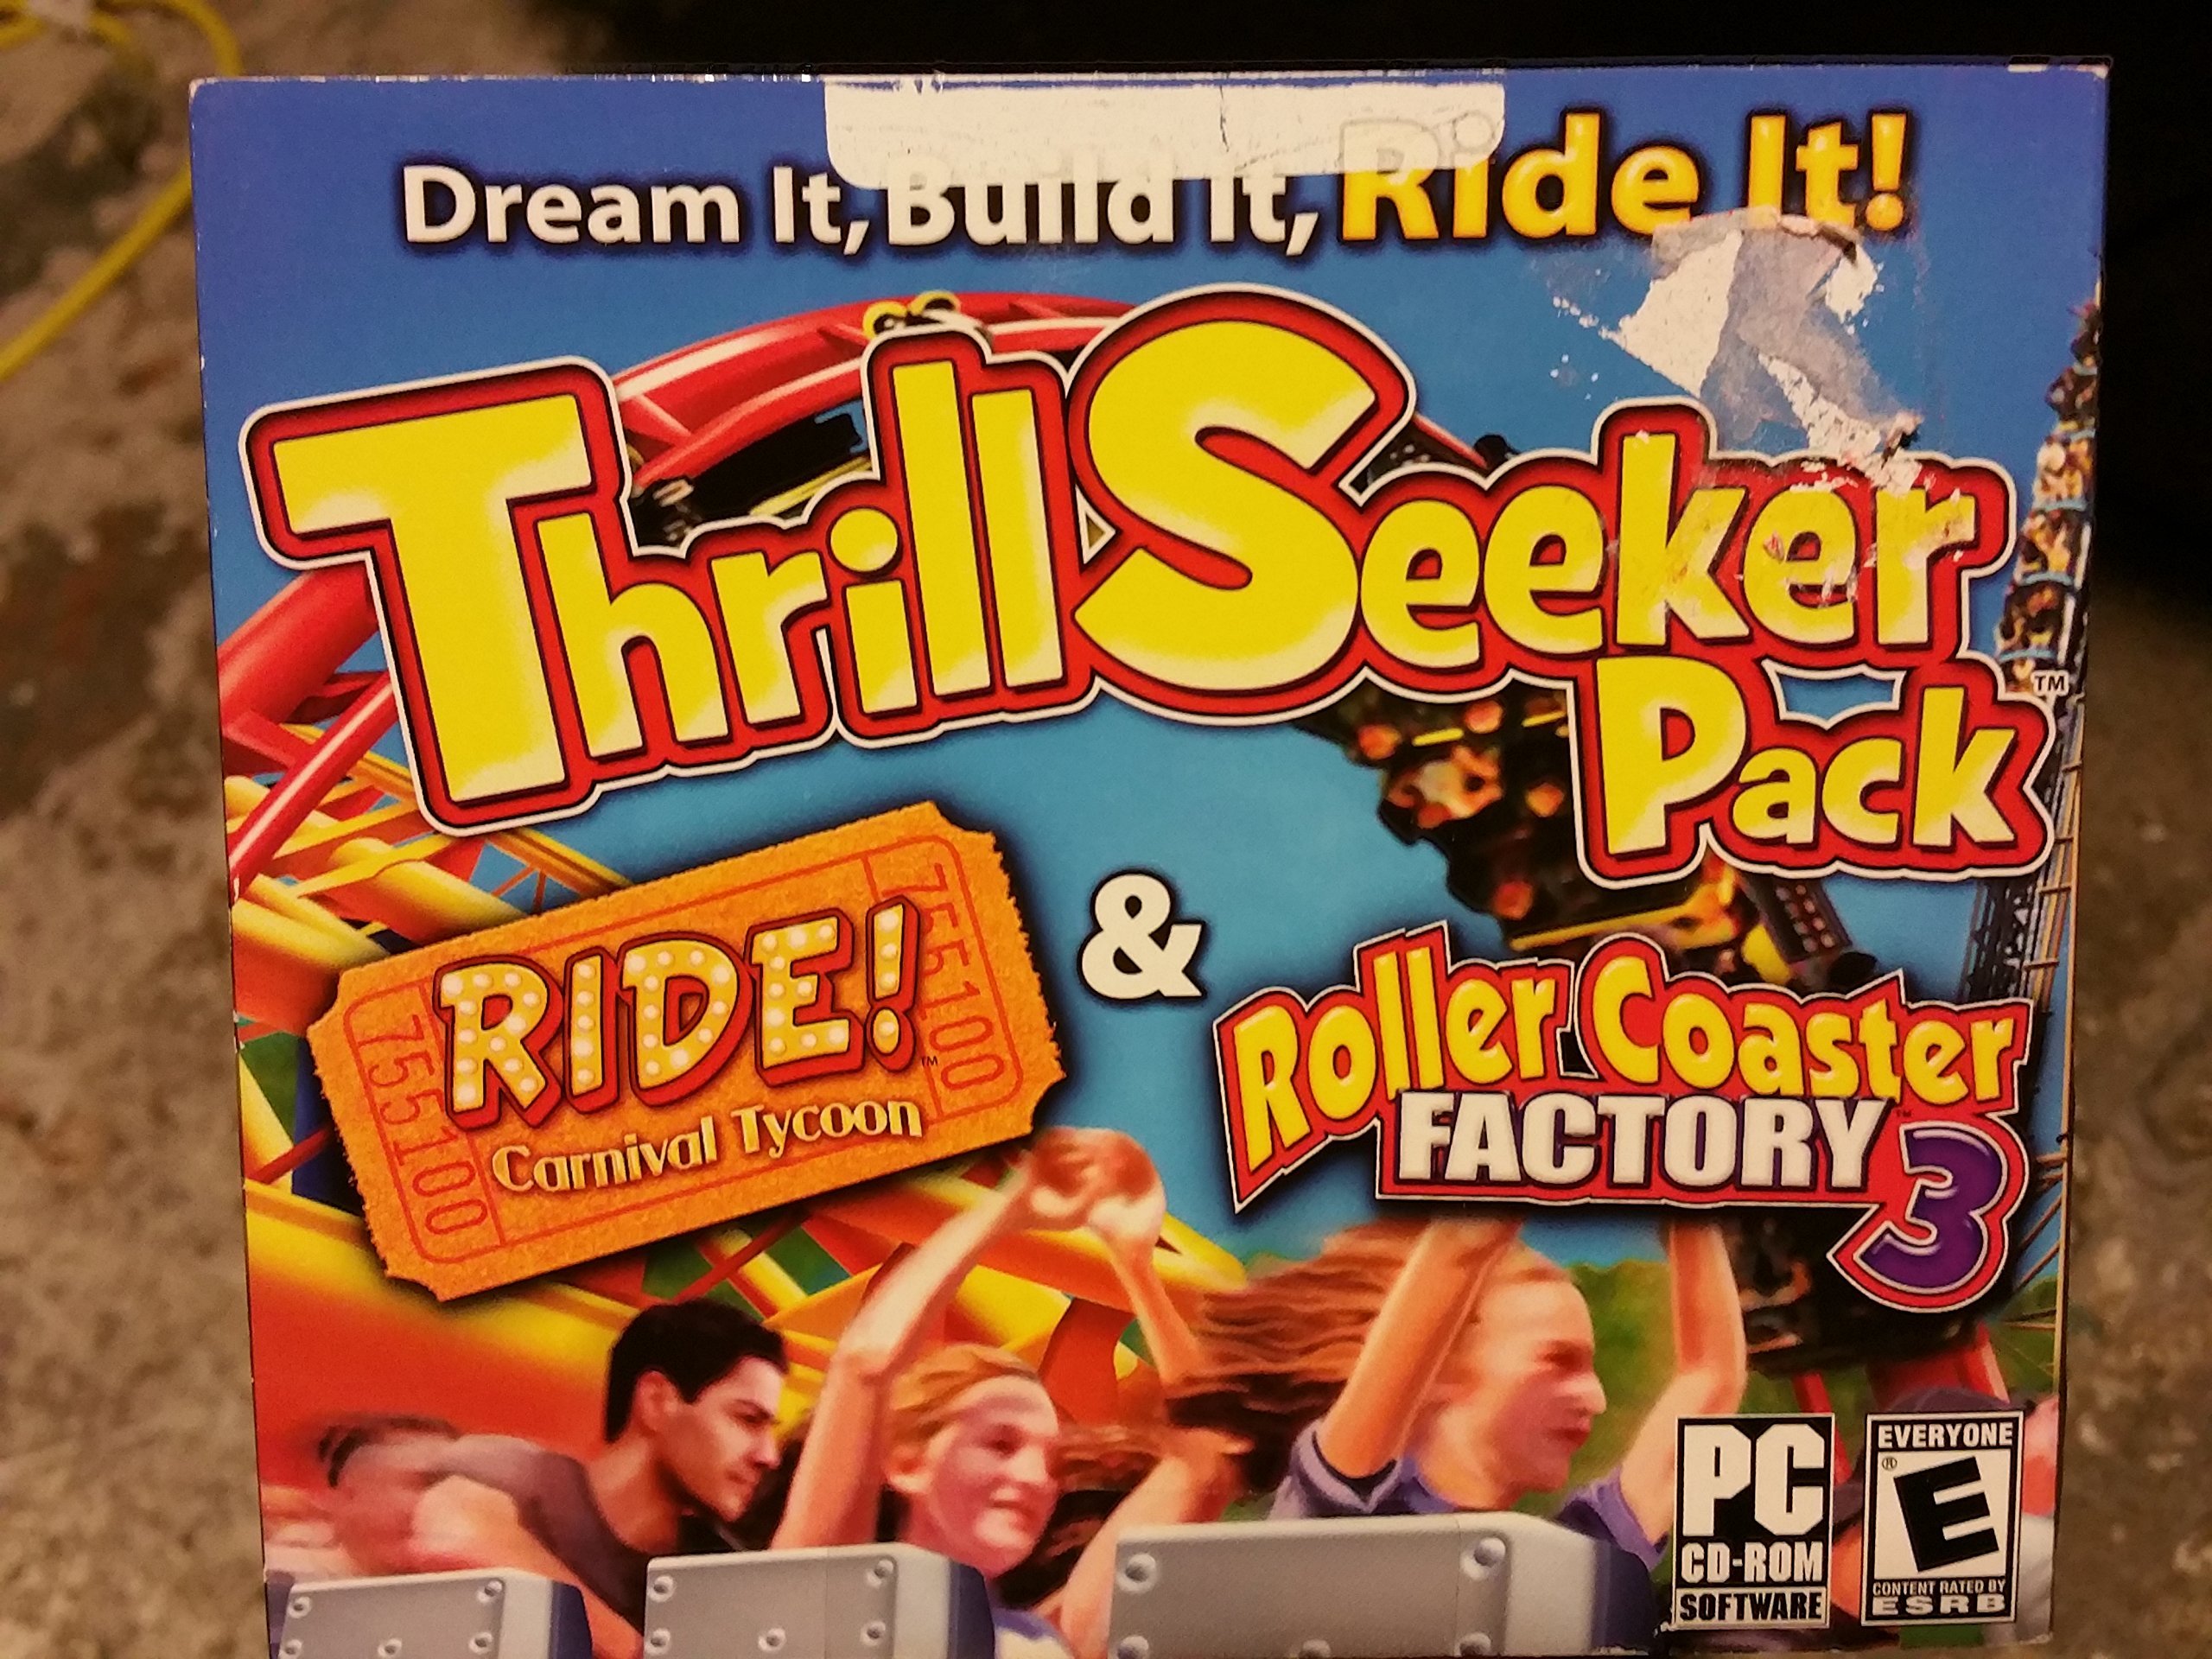 Dream It, Build It, Ride It!
ThrillSeeker
Pack™
755100
RIDE!™
Carnival Tycoon
755100
&
Roller Coaster
FACTORY™
3
PC
CD-ROM
SOFTWARE
EVERYONE
®
E
CONTENT RATED BY
ESRB